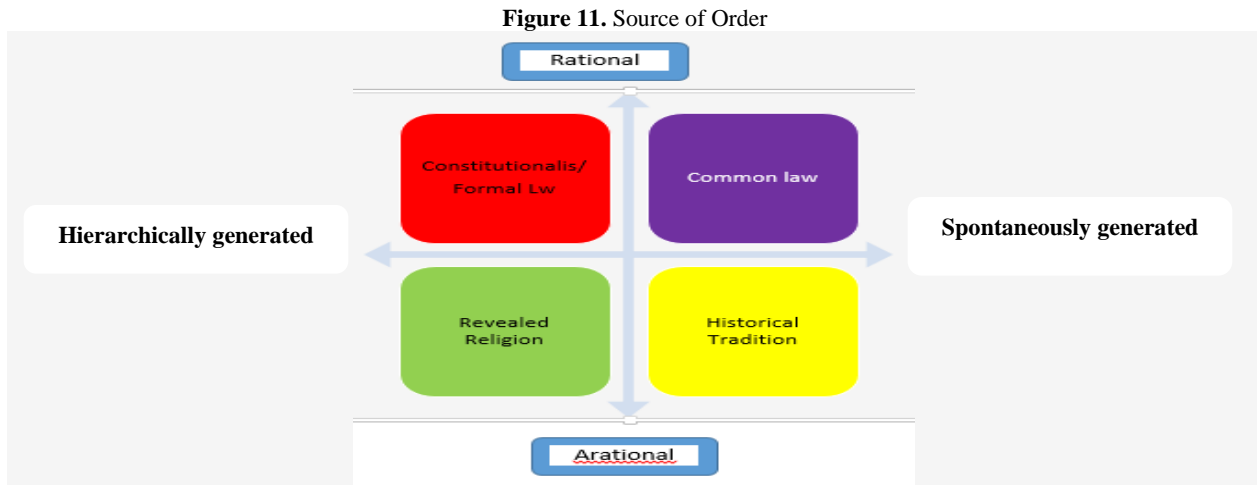 Figure 11. Source of Order
Rational
Constitutionalis/
Formal Lw
Common law
Hierarchically generated
Spontaneously generated
Revealed
Religion
Historical
Tradition
Arational